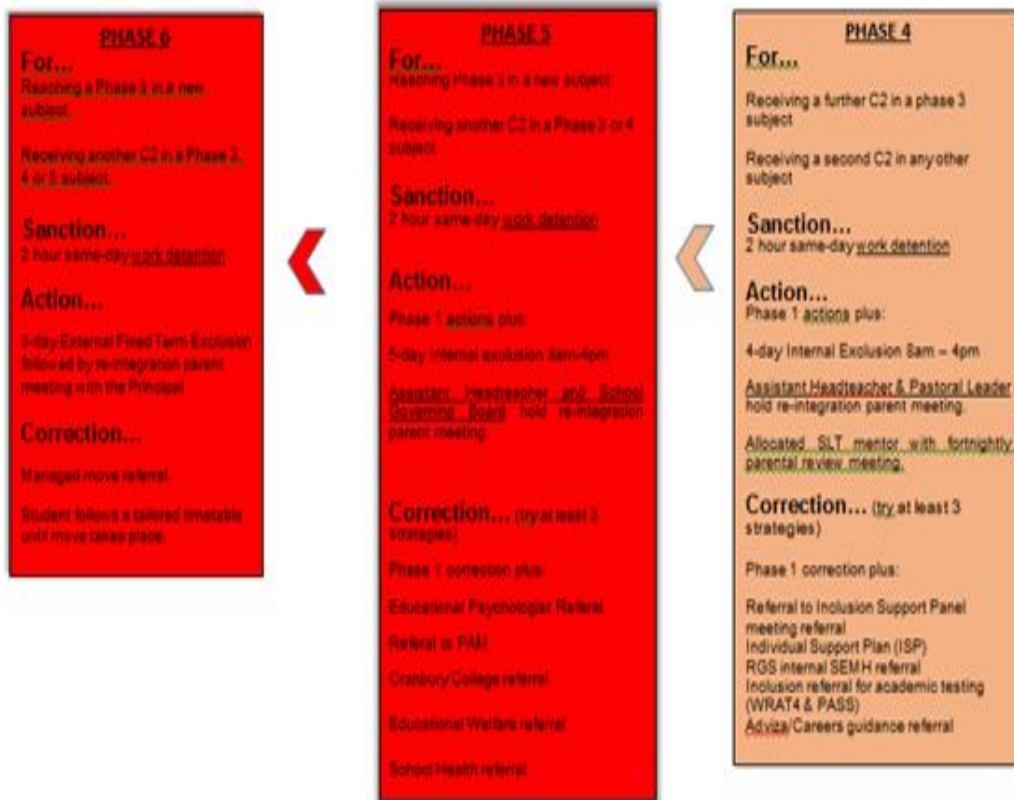 PHASE 6
For...
Reaching a Phase 3 in a new
subject.
Receiving another C2 in a Phase 3,
4 or 5 subject.
Sanction...
2 hour same-day work detention
Action...
5-day External Fixed Term Exclusion
followed by re-integration parent
meeting with the Principal
Correction...
Managed move referral
Student follows a tailored timetable
until move takes place.
PHASE 5
For...
Reaching Phase 3 in a new subject
Receiving another C2 in a Phase 3 or 4
subject
Sanction...
2 hour same-day work detention
Action...
Phase 1 actions plus:
5-day Internal exclusion 8am-4pm
Assistant Headteacher and School
Governing Board hold re-integration
parent meeting.
Correction... (try at least 3
strategies)
Phase 1 correction plus:
Educational Psychologist Referal
Referal to PAM
Cranbury College referral
Educational Welfare referral
School Health referral
PHASE 4
For...
Receiving a further C2 in a phase 3
subject
Receiving a second C2 in any other
subject
Sanction...
2 hour same-day work detention
Action...
Phase 1 actions plus:
4-day Internal Exclusion 8am – 4pm
Assistant Headteacher & Pastoral Leader
hold re-integration parent meeting.
Allocated SLT mentor with fortnightly
parental review meeting.
Correction... (try at least 3
strategies)
Phase 1 correction plus:
Referral to Inclusion Support Panel
meeting referral
Individual Support Plan (ISP)
RGS internal SEMH referral
Inclusion referral for academic testing
(WRAT4 & PASS)
Adviza/Careers guidance referral